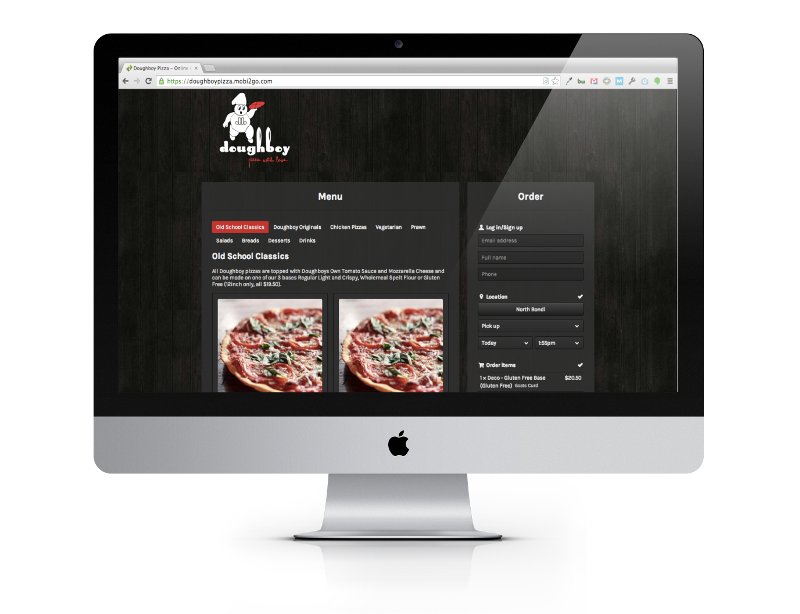 Doughboy Pizza – Online
https://doughboypizza.mobi2go.com
doughboy
pizza with love
Menu
Old School Classics Doughboy Originals Chicken Pizzas Vegetarian Prawn
Salads Breads Desserts Drinks
Old School Classics
All Doughboy pizzas are topped with Doughboys Own Tomato Sauce and Mozzarella Cheese and
can be made on one of our 3 bases Regular Light and Crispy, Wholemeal Spelt Flour or Gluten
Free (12inch only, all $19.50).
Order
Log in/Sign up
Email address
Full name
Phone
Location
North Bondi
Pick up
Today 1:55pm
Order Items
1 x Deco - Gluten Free Base $20.50
(Gluten Free) Goats Curd